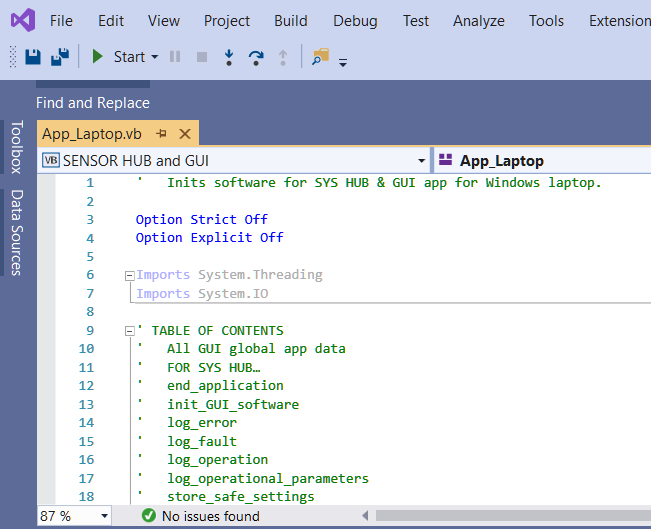 File Edit View Project Build Debug Test Analyze Tools Extension
Start
Find and Replace
Toolbox
Data Sources
App_Laptop.vb
VB SENSOR HUB and GUI App_Laptop
1 ' Inits software for SYS HUB & GUI app for Windows laptop.
2
3 Option Strict Off
4 Option Explicit Off
5
6 Imports System.Threading
7 Imports System.IO
8
9 ' TABLE OF CONTENTS
10 ' All GUI global app data
11 ' FOR SYS HUB…
12 ' end_application
13 ' init_GUI_software
14 ' log_error
15 ' log_fault
16 ' log_operation
17 ' log_operational_parameters
18 ' store_safe_settings
87 % No issues found